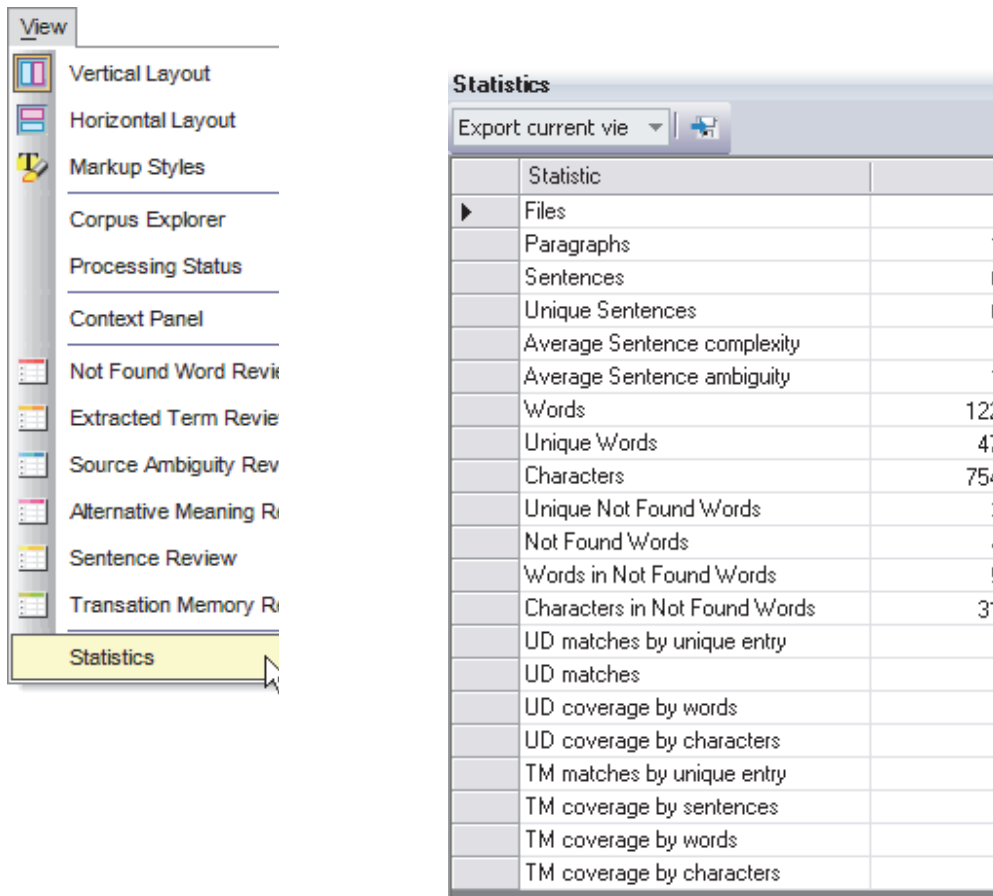 View
Vertical Layout
Horizontal Layout
Markup Styles
Corpus Explorer
Processing Status
Context Panel
Not Found Word Revie
Extracted Term Revie
Source Ambiguity Rev
Alternative Meaning R
Sentence Review
Transation Memory R
Statistics
Statistics
Export current vie
Statistic
Files
Paragraphs
Sentences
Unique Sentences
Average Sentence complexity
Average Sentence ambiguity
Words 122
Unique Words 47
Characters 754
Unique Not Found Words
Not Found Words
Words in Not Found Words
Characters in Not Found Words 31
UD matches by unique entry
UD matches
UD coverage by words
UD coverage by characters
TM matches by unique entry
TM coverage by sentences
TM coverage by words
TM coverage by characters